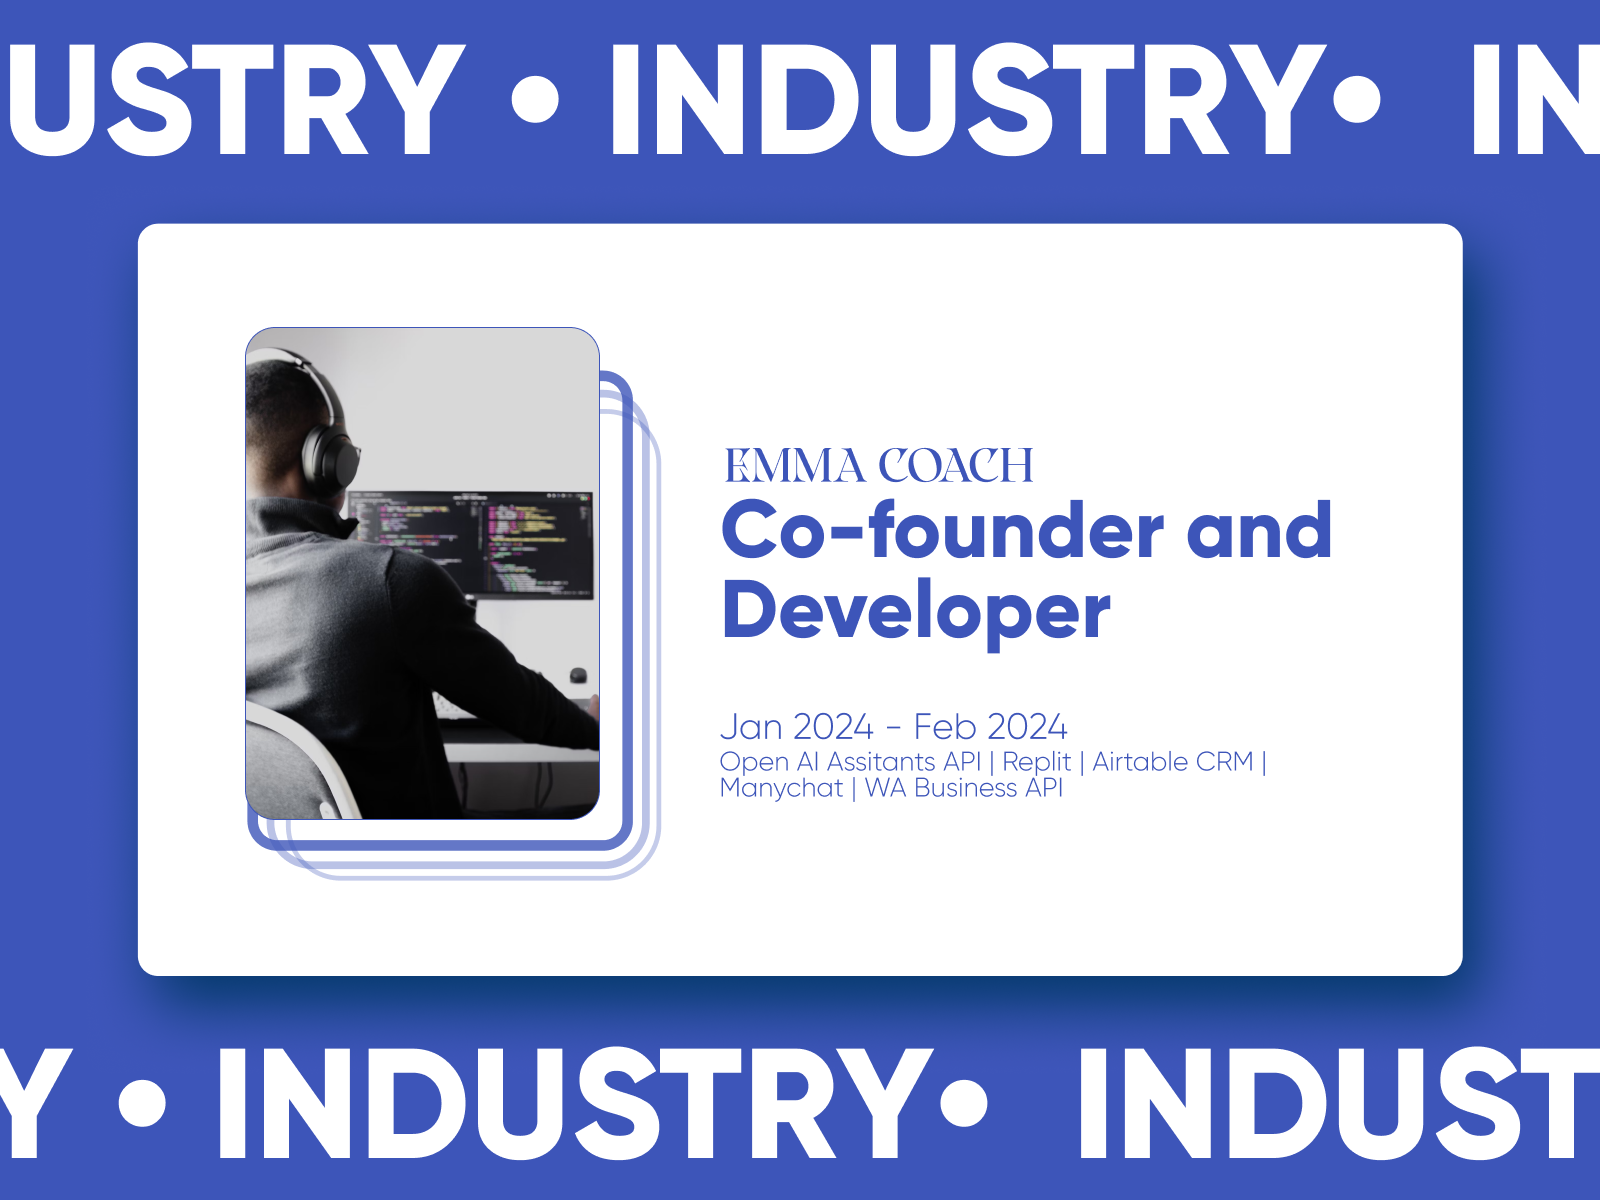 USTRY • INDUSTRY• IN
EMMA COACH
Co-founder and
Developer
Jan 2024 - Feb 2024
Open AI Assitants API | Replit | Airtable CRM |
Manychat | WA Business API
Y • INDUSTRY• INDUST